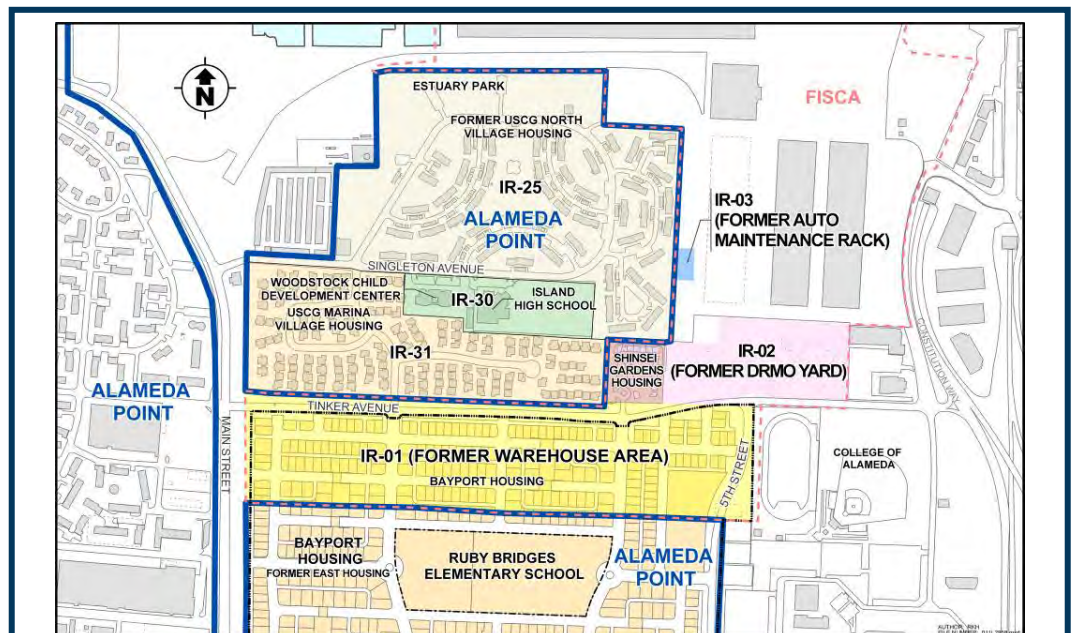 N
ESTUARY PARK
FORMER USCG NORTH
VILLAGE HOUSING
FISCA
IR-25
ALAMEDA
POINT
IR-03
(FORMER AUTO
MAINTENANCE RACK)
SINGLETON AVENUE
WOODSTOCK CHILD
DEVELOPMENT CENTER
IR-30
ISLAND
HIGH SCHOOL
USCG MARINA
VILLAGE HOUSING
IR-31
SHINSEI
GARDENS
HOUSING
IR-02
(FORMER DRMO YARD)
CONSTITUTION WAY
ALAMEDA
POINT
TINKER AVENUE
MAIN STREET
IR-01 (FORMER WAREHOUSE AREA)
BAYPORT HOUSING
5TH STREET
COLLEGE OF
ALAMEDA
BAYPORT
HOUSING
FORMER EAST HOUSING
RUBY BRIDGES
ELEMENTARY SCHOOL
ALAMEDA
POINT